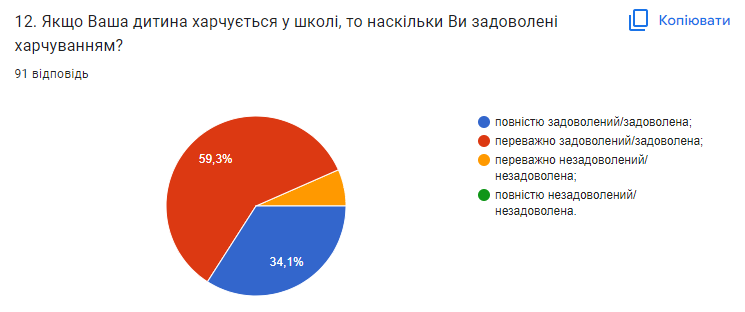 12. Якщо Ваша дитина харчується у школі, то наскільки Ви задоволені
харчуванням?
Копіювати
91 відповідь
59,3%
34,1%
повністю задоволений/задоволена;
переважно задоволений/задоволена;
переважно незадоволений/
незадоволена;
повністю незадоволений/
незадоволена.